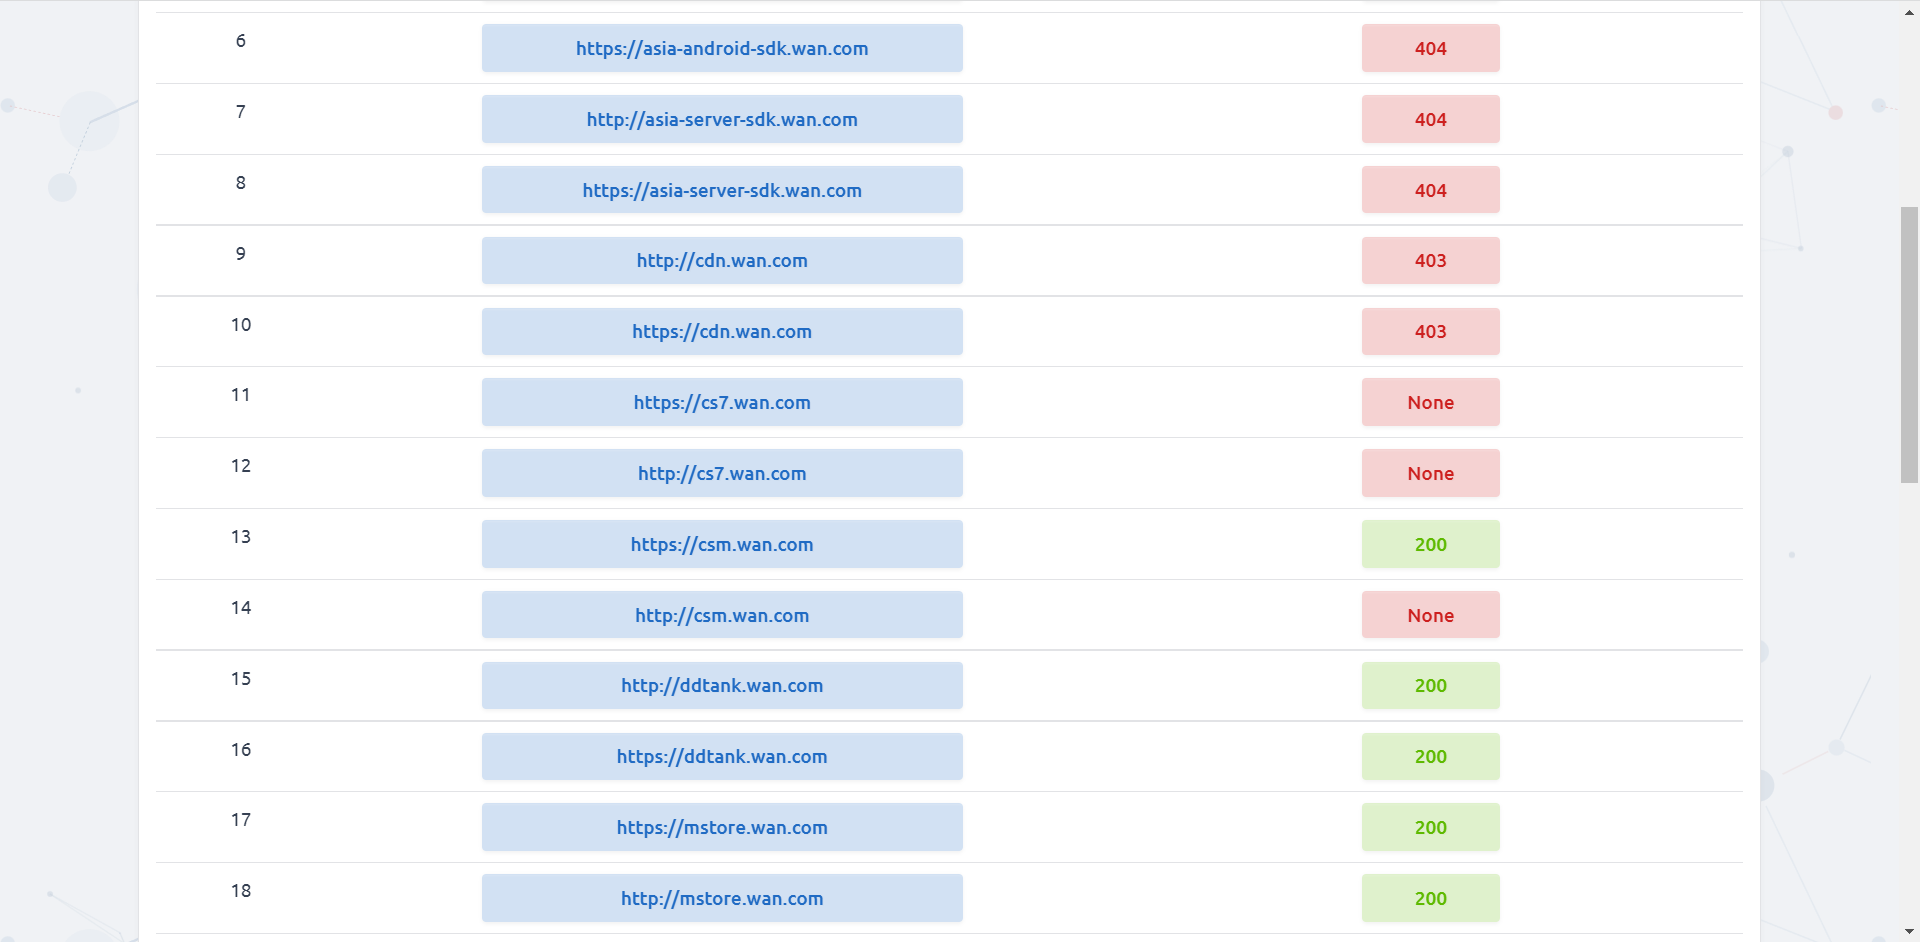 6 https://asia-android-sdk.wan.com 404
7 http://asia-server-sdk.wan.com 404
8 https://asia-server-sdk.wan.com 404
9 http://cdn.wan.com 403
10 https://cdn.wan.com 403
11 https://cs7.wan.com None
12 http://cs7.wan.com None
13 https://csm.wan.com 200
14 http://csm.wan.com None
15 http://ddtank.wan.com 200
16 https://ddtank.wan.com 200
17 https://mstore.wan.com 200
18 http://mstore.wan.com 200